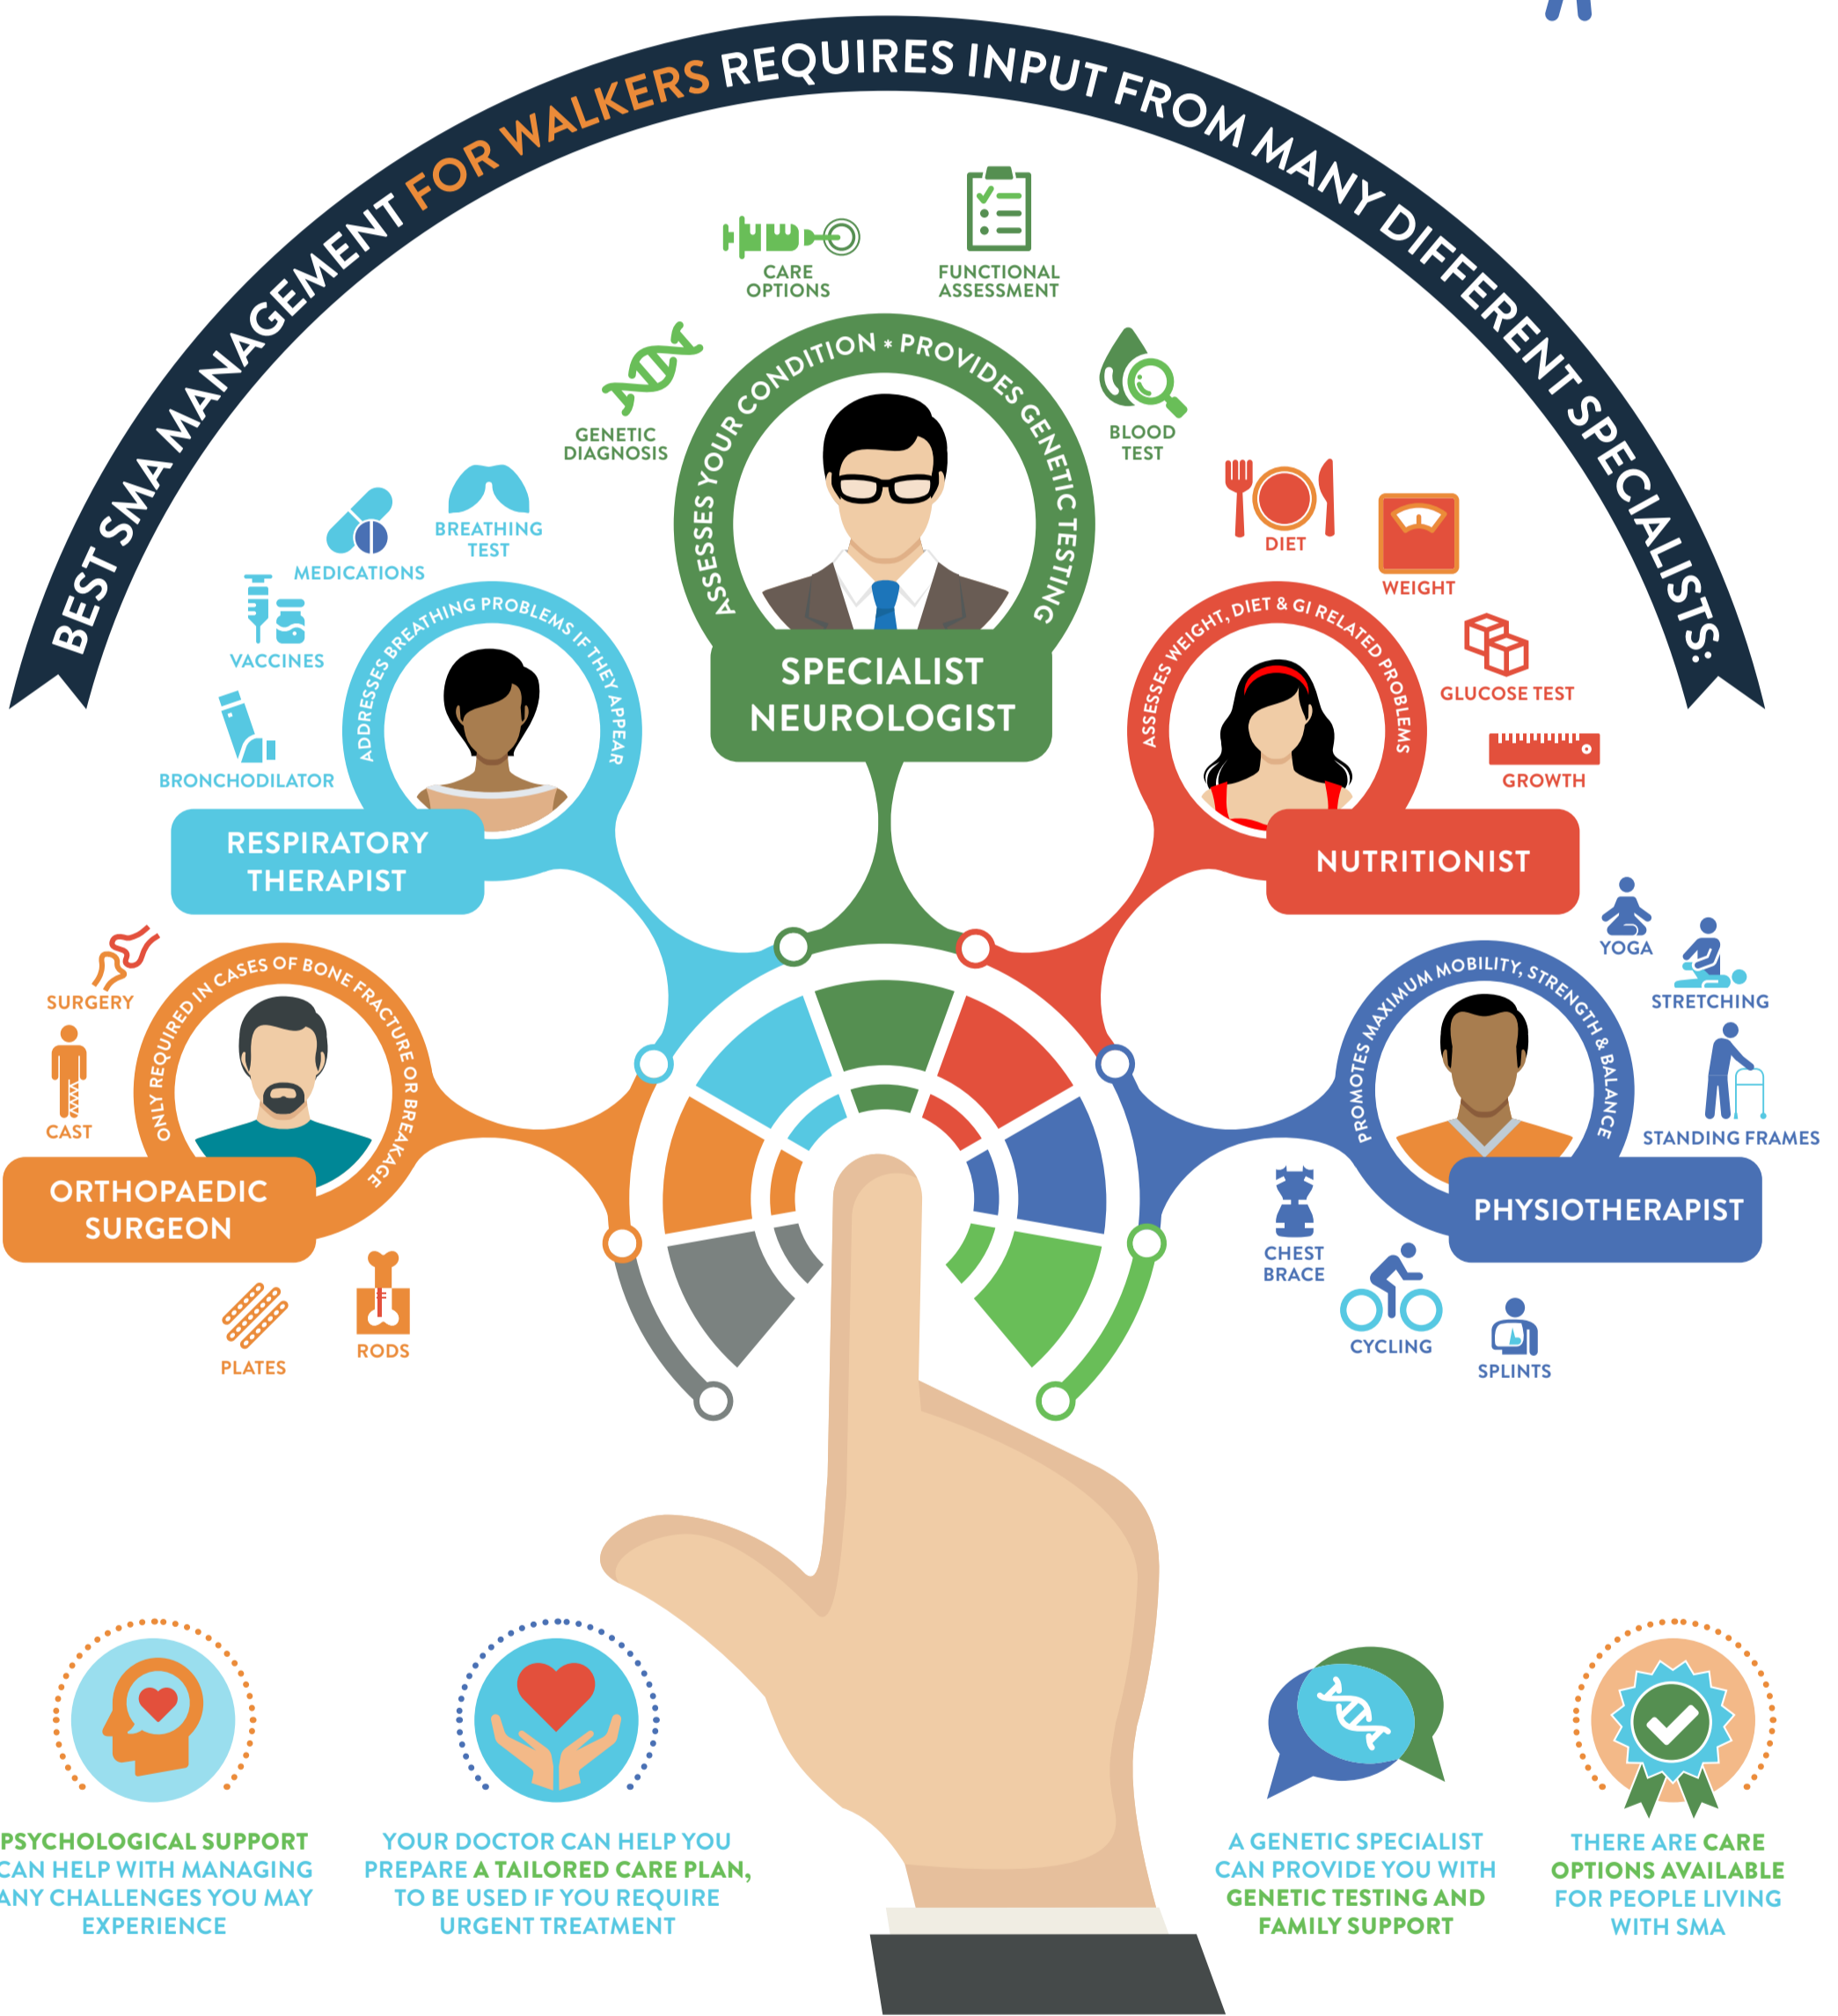 BEST SMA MANAGEMENT FOR WALKERS REQUIRES INPUT FROM MANY DIFFERENT SPECIALISTS:
CARE
OPTIONS
FUNCTIONAL
ASSESSMENT
GENETIC
DIAGNOSIS
BLOOD
TEST
ASSESSES YOUR CONDITION * PROVIDES GENETIC TESTING
SPECIALIST
NEUROLOGIST
BREATHING
TEST
MEDICATIONS
VACCINES
BRONCHODILATOR
ADDRESSES BREATHING PROBLEMS IF THEY APPEAR
RESPIRATORY
THERAPIST
DIET
WEIGHT
GLUCOSE TEST
GROWTH
ASSESSES WEIGHT, DIET & GI RELATED PROBLEMS
NUTRITIONIST
SURGERY
CAST
ONLY REQUIRED IN CASES OF BONE FRACTURE OR BREAKAGE
ORTHOPAEDIC
SURGEON
PLATES
RODS
YOGA
STRETCHING
STANDING FRAMES
PROMOTES MAXIMUM MOBILITY, STRENGTH & BALANCE
PHYSIOTHERAPIST
CHEST
BRACE
CYCLING
SPLINTS
PSYCHOLOGICAL SUPPORT
CAN HELP WITH MANAGING
ANY CHALLENGES YOU MAY
EXPERIENCE
YOUR DOCTOR CAN HELP YOU
PREPARE A TAILORED CARE PLAN,
TO BE USED IF YOU REQUIRE
URGENT TREATMENT
A GENETIC SPECIALIST
CAN PROVIDE YOU WITH
GENETIC TESTING AND
FAMILY SUPPORT
THERE ARE CARE
OPTIONS AVAILABLE
FOR PEOPLE LIVING
WITH SMA